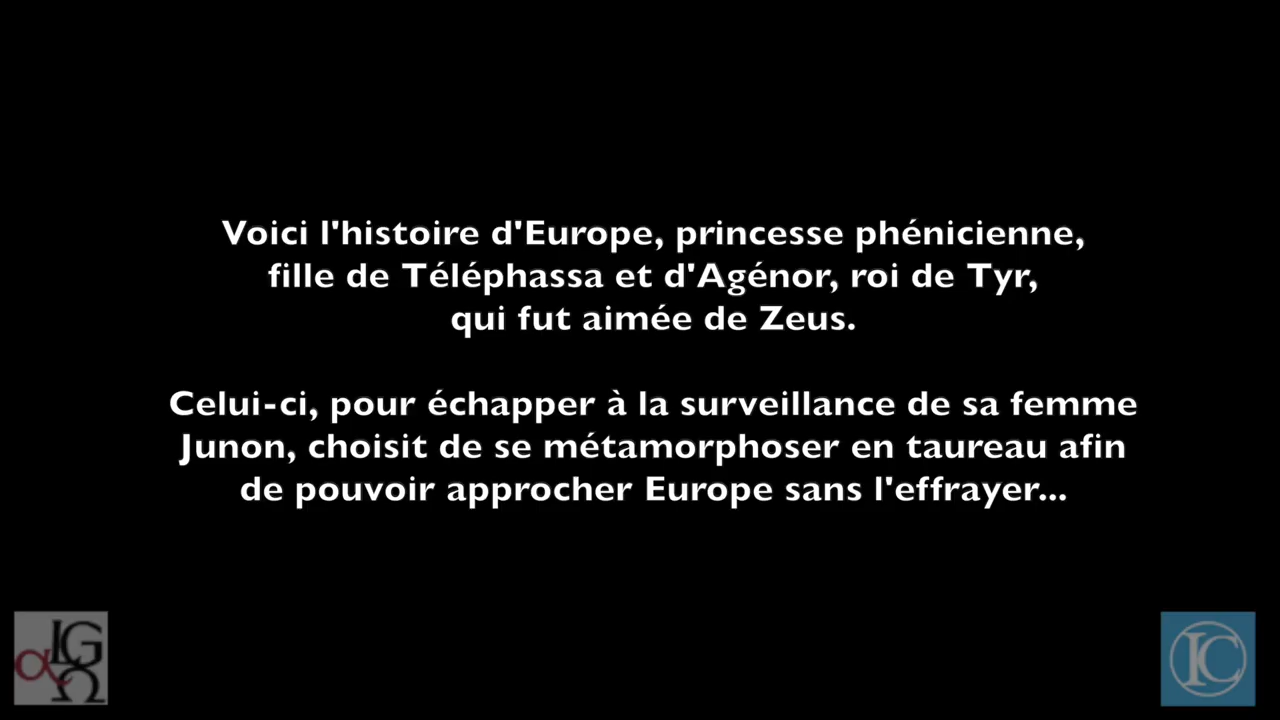 Voici l'histoire d'Europe, princesse phénicienne,
fille de Téléphassa et d'Agénor, roi de Tyr,
qui fut aimée de Zeus.
Celui-ci, pour échapper à la surveillance de sa femme
Junon, choisit de se métamorphoser en taureau afin
de pouvoir approcher Europe sans l'effrayer...
LG
α Ω
IC